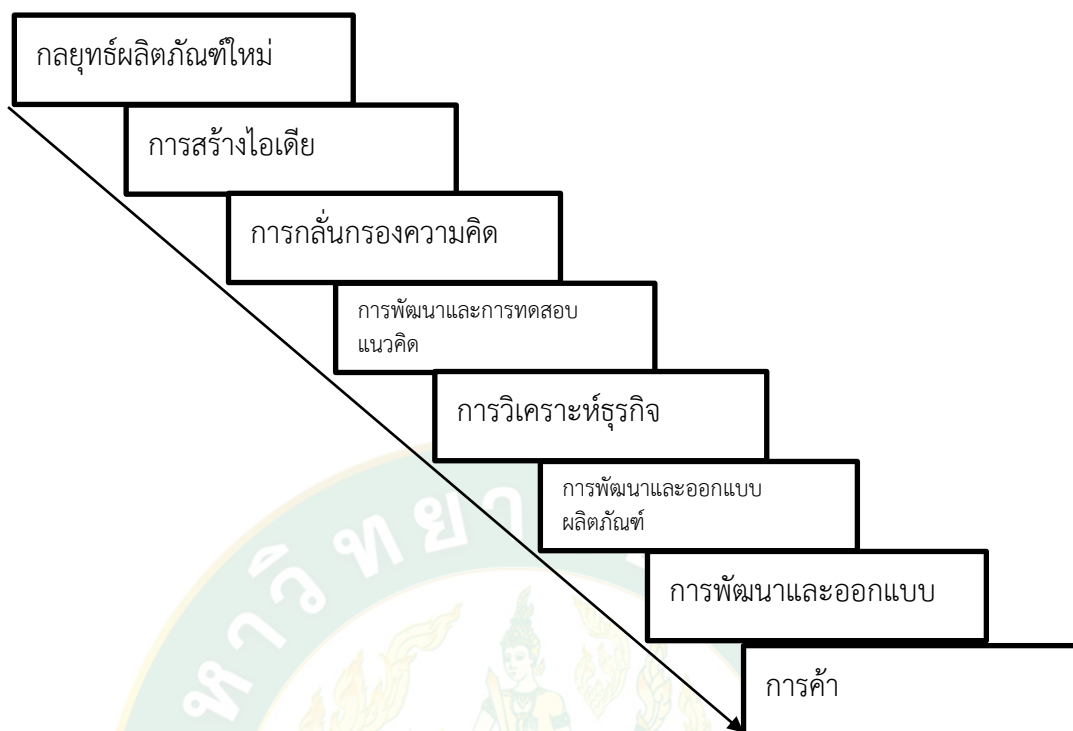 กลยุทธ์ผลิตภัณฑ์ใหม่
การสร้างไอเดีย
การกลั่นกรองความคิด
การพัฒนาและการทดสอบ
แนวคิด
การวิเคราะห์ธุรกิจ
การพัฒนาและออกแบบ
ผลิตภัณฑ์
การพัฒนาและออกแบบ
การค้า